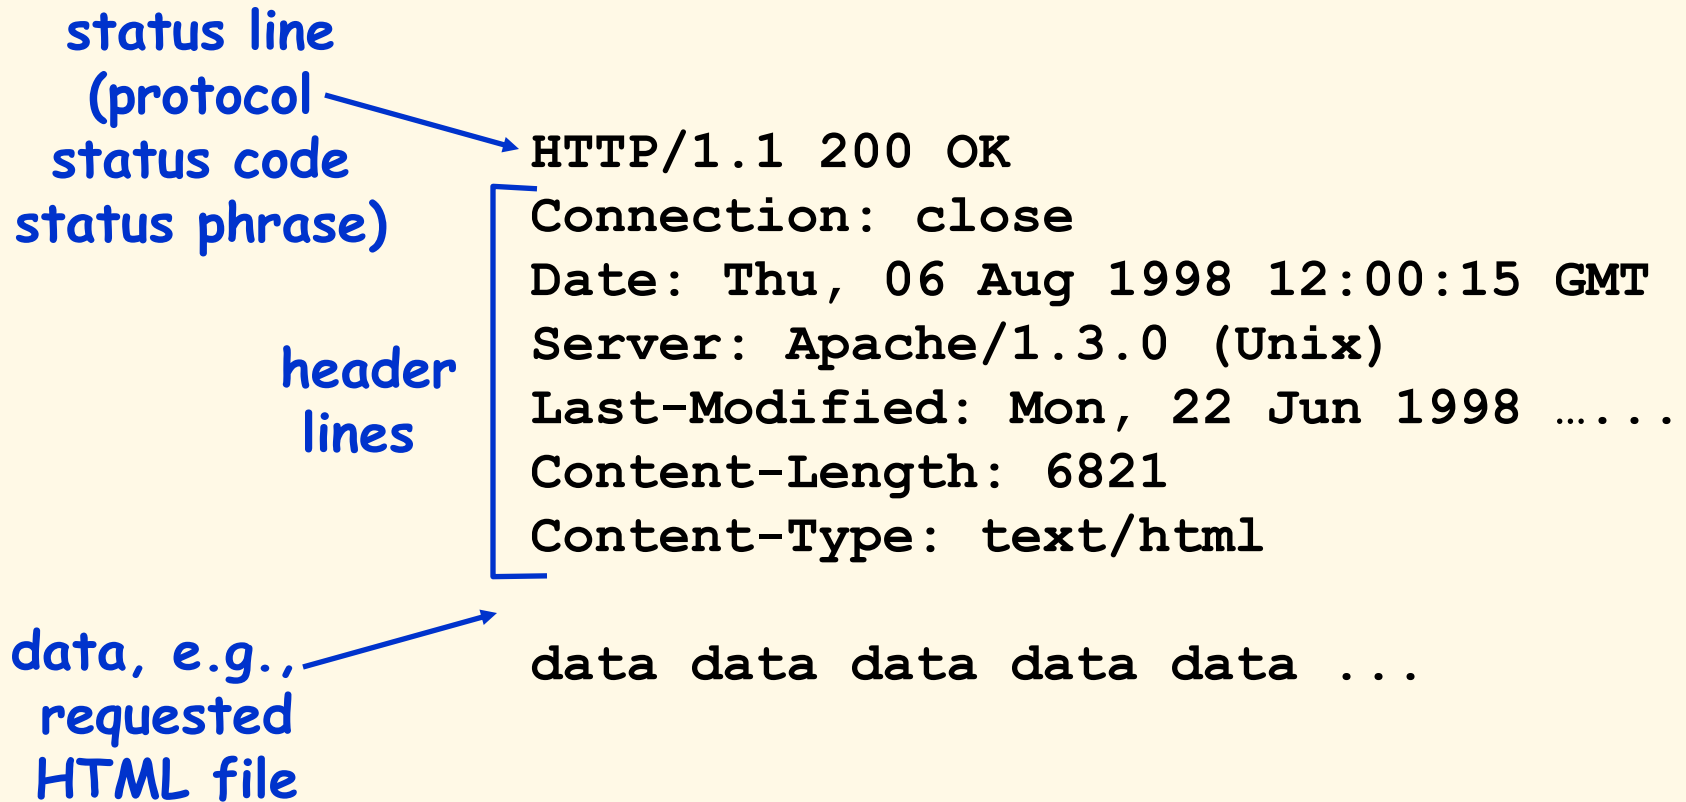 status line
(protocol
status code
status phrase)
HTTP/1.1 200 OK
Connection: close
Date: Thu, 06 Aug 1998 12:00:15 GMT
Server: Apache/1.3.0 (Unix)
Last-Modified: Mon, 22 Jun 1998 …...
Content-Length: 6821
Content-Type: text/html
header
lines
data, e.g.,
requested
HTML file
data data data data data ...